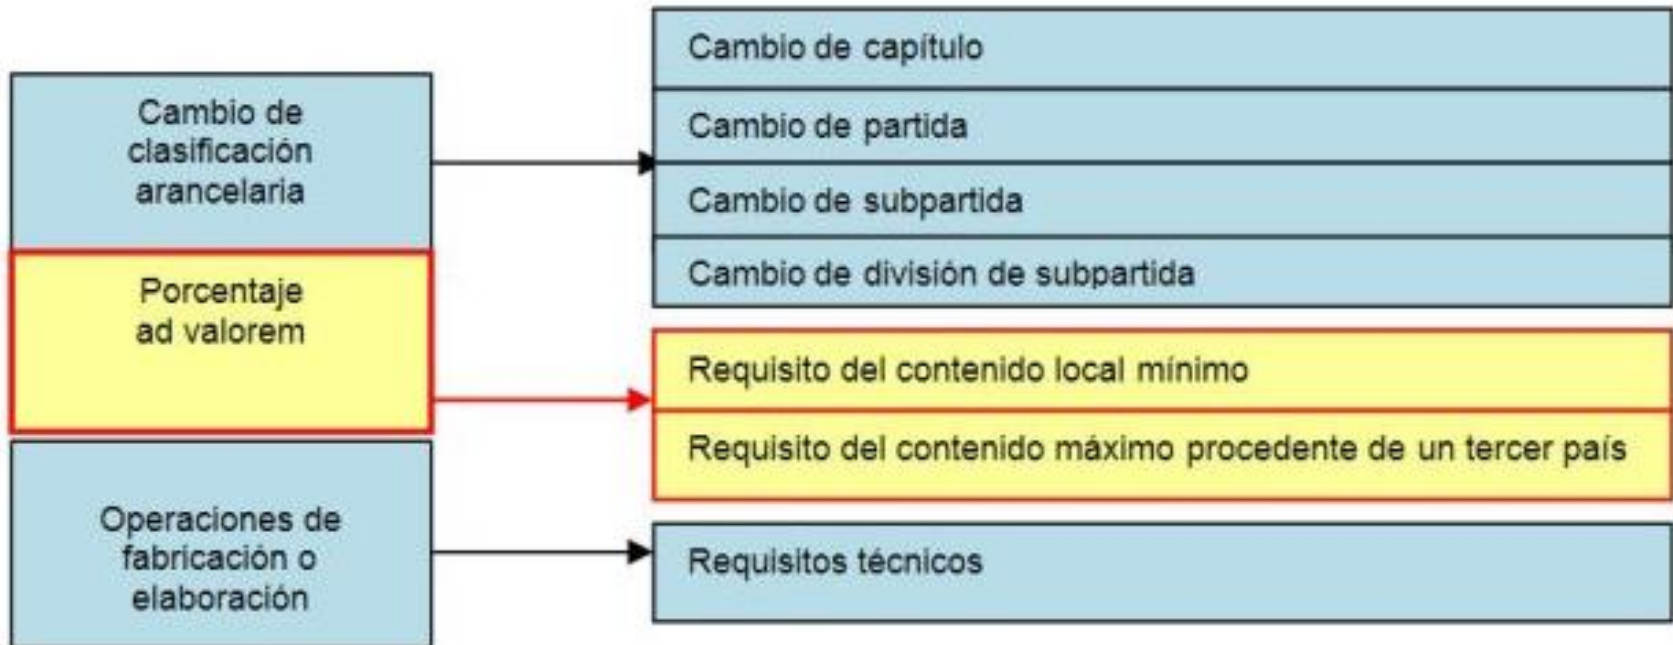 Cambio de
clasificación
arancelaria
Cambio de capítulo
Cambio de partida
Cambio de subpartida
Cambio de división de subpartida
Porcentaje
ad valorem
Requisito del contenido local mínimo
Requisito del contenido máximo procedente de un tercer país
Operaciones de
fabricación o
elaboración
Requisitos técnicos